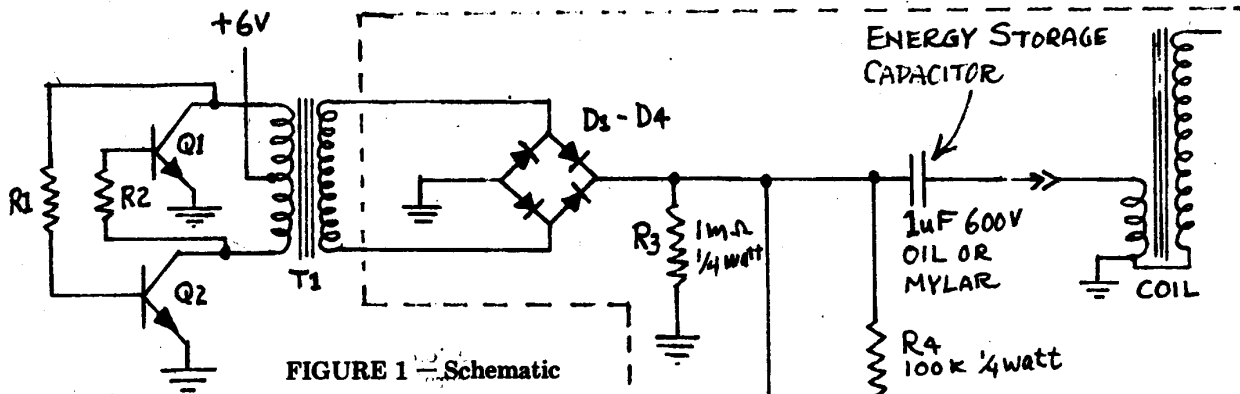 +6V
ENERGY STORAGE
CAPACITOR
D1 - D4
Q1
R1
R2
R3
1mΩ
1/4 watt
1uF 600V
OIL OR
MYLAR
T1
Q2
COIL
R4
100K 1/4 watt
FIGURE 1 — Schematic